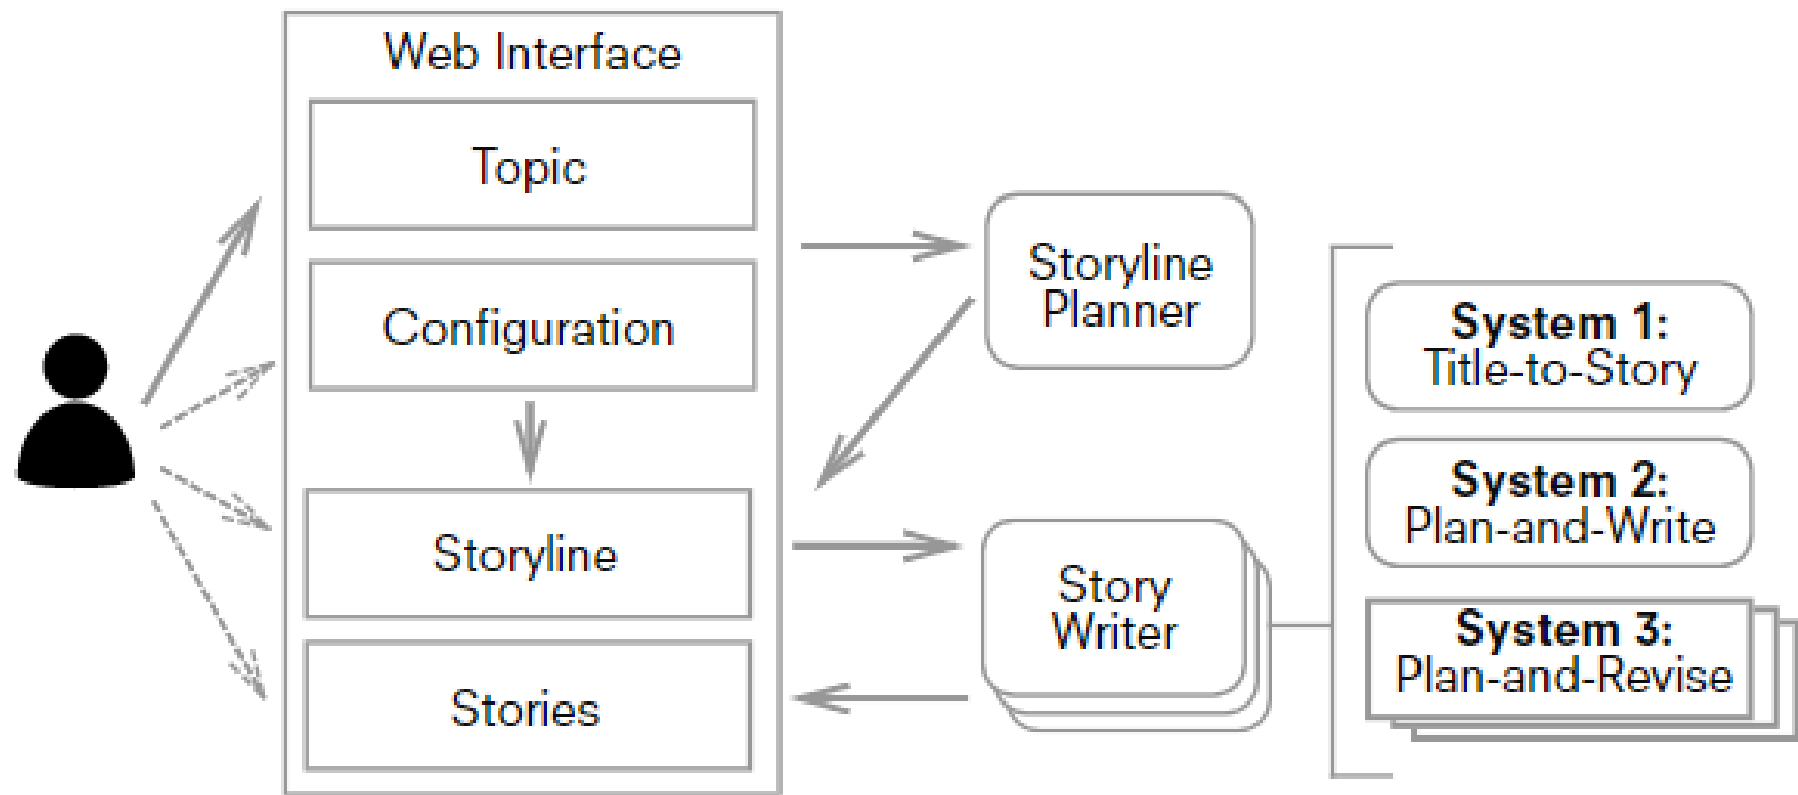 Web Interface
Topic
Configuration
Storyline
Stories
Storyline
Planner
Story
Writer
System 1:
Title-to-Story
System 2:
Plan-and-Write
System 3:
Plan-and-Revise